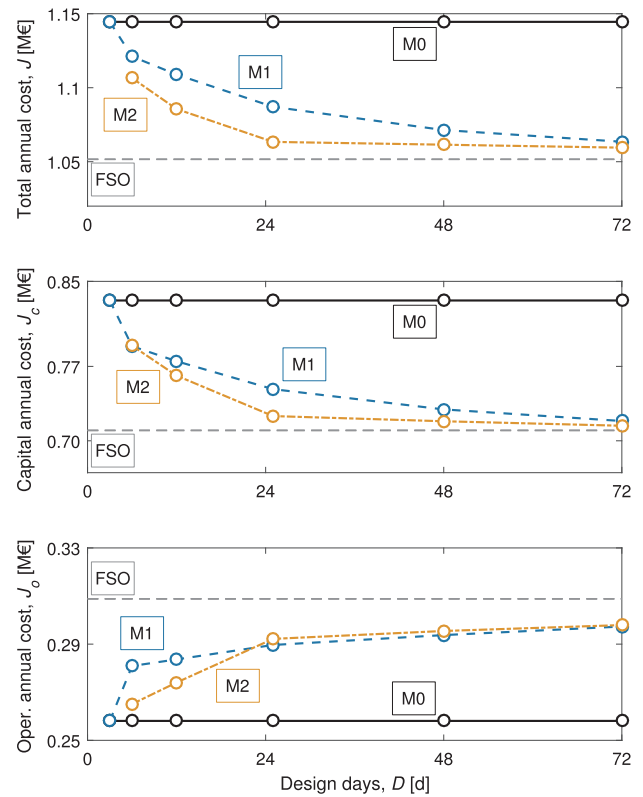 Total annual cost, J [M€]
1.15
1.1
1.05
M0
M1
M2
FSO
0
24
48
72
Capital annual cost, Jc [M€]
0.85
0.77
0.70
M0
M1
M2
FSO
0
24
48
72
Oper. annual cost, Jo [M€]
0.33
0.29
0.25
FSO
M1
M2
M0
0
24
48
72
Design days, D [d]